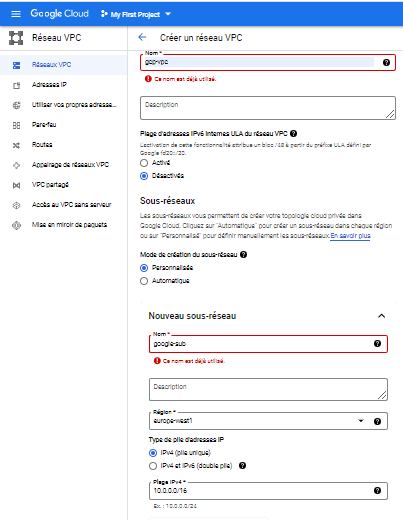 Google Cloud
My First Project
Réseau VPC
Créer un réseau VPC
Réseaux VPC
Adresses IP
Utiliser vos propres adresse...
Pare-feu
Routes
Appairage de réseaux VPC
VPC partagé
Accès au VPC sans serveur
Mise en miroir de paquets
Nom *
gcp-vpc
Ce nom est déjà utilisé.
Description
Plage d'adresses IPv6 internes ULA du réseau VPC
L'activation de cette fonctionnalité attribue un bloc /48 à partir du préfixe ULA défini par
Google fd20::/20.
Activé
Désactivés
Sous-réseaux
Les sous-réseaux vous permettent de créer votre topologie cloud privée dans
Google Cloud. Cliquez sur "Automatique" pour créer un sous-réseau dans chaque région
ou sur "Personnalisé" pour définir manuellement les sous-réseaux. En savoir plus
Mode de création du sous-réseau
Personnalisée
Automatique
Nouveau sous-réseau
Nom *
google-sub
Ce nom est déjà utilisé.
Description
Région *
europe-west1
Type de pile d'adresses IP
IPv4 (pile unique)
IPv4 et IPv6 (double pile)
Plage IPv4 *
10.0.0.0/16
Ex. : 10.0.0.0/24